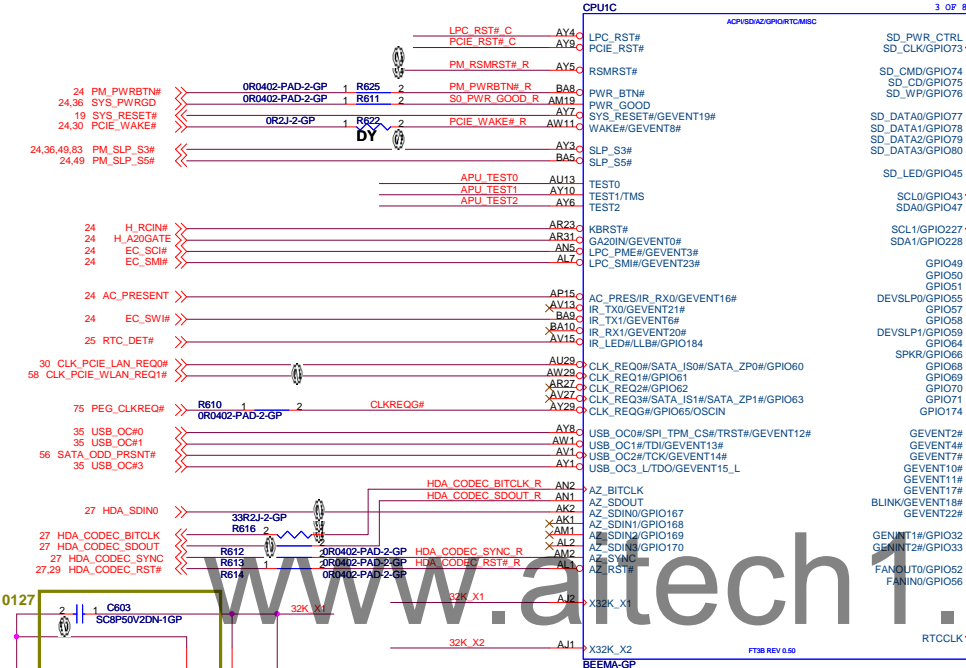 CPU1C
3 OF 8
ACPI/SD/AZ/GPIO/RTC/MISC
LPC_RST#_C AY4 LPC_RST# SD_PWR_CTRL
PCIE_RST#_C AY9 PCIE_RST# SD_CLK/GPIO73
PM_RSMRST#_R AY5 RSMRST# SD_CMD/GPIO74
SD_CD/GPIO75
24 PM_PWRBTN# 0R0402-PAD-2-GP 1 R625 2 PM_PWRBTN#_R BA8 PWR_BTN# SD_WP/GPIO76
24,36 SYS_PWRGD 0R0402-PAD-2-GP 1 R611 2 S0_PWR_GOOD_R AM19 PWR_GOOD
19 SYS_RESET# AY7 SYS_RESET#/GEVENT19# SD_DATA0/GPIO77
24,30 PCIE_WAKE# 0R2J-2-GP 1 R622 2 PCIE_WAKE#_R AW11 WAKE#/GEVENT8# SD_DATA1/GPIO78
DY
SD_DATA2/GPIO79
24,36,49,83 PM_SLP_S3# AY3 SLP_S3# SD_DATA3/GPIO80
24,49 PM_SLP_S5# BA5 SLP_S5#
SD_LED/GPIO45
APU_TEST0 AU13 TEST0
APU_TEST1 AY10 TEST1/TMS SCL0/GPIO43
APU_TEST2 AY6 TEST2 SDA0/GPIO47
24 H_RCIN# AR23 KBRST# SCL1/GPIO227
24 H_A20GATE AR31 GA20IN/GEVENT0# SDA1/GPIO228
24 EC_SCI# AN5 LPC_PME#/GEVENT3#
24 EC_SMI# AL7 LPC_SMI#/GEVENT23# GPIO49
GPIO50
GPIO51
24 AC_PRESENT AP15 AC_PRES/IR_RX0/GEVENT16# DEVSLP0/GPIO55
AV13 IR_TX0/GEVENT21# GPIO57
24 EC_SWI# BA9 IR_TX1/GEVENT6# GPIO58
BA10 IR_RX1/GEVENT20# DEVSLP1/GPIO59
25 RTC_DET# AV15 IR_LED#/LLB#/GPIO184 GPIO64
SPKR/GPIO66
30 CLK_PCIE_LAN_REQ0# AU29 CLK_REQ0#/SATA_IS0#/SATA_ZP0#/GPIO60 GPIO68
58 CLK_PCIE_WLAN_REQ1# AW29 CLK_REQ1#/GPIO61 GPIO69
AR27 CLK_REQ2#/GPIO62 GPIO70
AV27 CLK_REQ3#/SATA_IS1#/SATA_ZP1#/GPIO63 GPIO71
75 PEG_CLKREQ# R610 1 2 CLKREQG# AY29 CLK_REQG#/GPIO65/OSCIN GPIO174
0R0402-PAD-2-GP
35 USB_OC#0 AY8 USB_OC0#/SPI_TPM_CS#/TRST#/GEVENT12# GEVENT2#
35 USB_OC#1 AW1 USB_OC1#/TDI/GEVENT13# GEVENT4#
56 SATA_ODD_PRSNT# AV1 USB_OC2#/TCK/GEVENT14# GEVENT7#
35 USB_OC#3 AY1 USB_OC3_L/TDO/GEVENT15_L GEVENT10#
GEVENT11#
HDA_CODEC_BITCLK_R AN2 AZ_BITCLK GEVENT17#
HDA_CODEC_SDOUT_R AN1 AZ_SDOUT BLINK/GEVENT18#
27 HDA_SDIN0 AK2 AZ_SDIN0/GPIO167 GEVENT22#
33R2J-2-GP AK1 AZ_SDIN1/GPIO168
27 HDA_CODEC_BITCLK R616 2 AM1 AZ_SDIN2/GPIO169 GENINT1#/GPIO32
27 HDA_CODEC_SDOUT AL2 AZ_SDIN3/GPIO170 GENINT2#/GPIO33
27 HDA_CODEC_SYNC R612 2 0R0402-PAD-2-GP HDA_CODEC_SYNC_R AM2 AZ_SYNC
27,29 HDA_CODEC_RST# R613 1 2 0R0402-PAD-2-GP HDA_CODEC_RST#_R AL1 AZ_RST# FANOUT0/GPIO52
R614 0R0402-PAD-2-GP FANIN0/GPIO56
www.aitech1.
0127
2 1 C603 32K_X1 32K_X1 AJ2 X32K_X1
SC8P50V2DN-1GP
RTCCLK
32K_X2 AJ1 X32K_X2 FT3B REV 0.50
BEEMA-GP